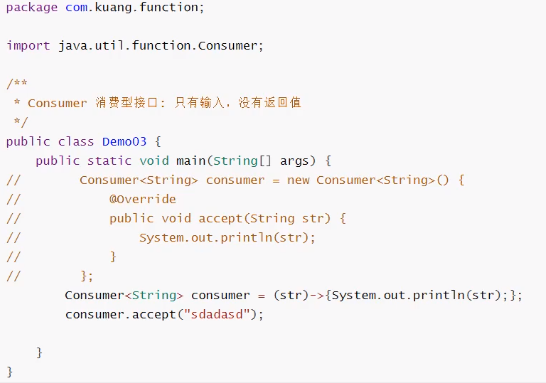 package com.kuang.function;
import java.util.function.Consumer;
/**
 * Consumer 消费型接口: 只有输入，没有返回值
 */
public class Demo03 {
    public static void main(String[] args) {
//        Consumer<String> consumer = new Consumer<String>() {
//            @Override
//            public void accept(String str) {
//                System.out.println(str);
//            }
//        };
        Consumer<String> consumer = (str)->{System.out.println(str);};
        consumer.accept("sdadasd");
    }
}